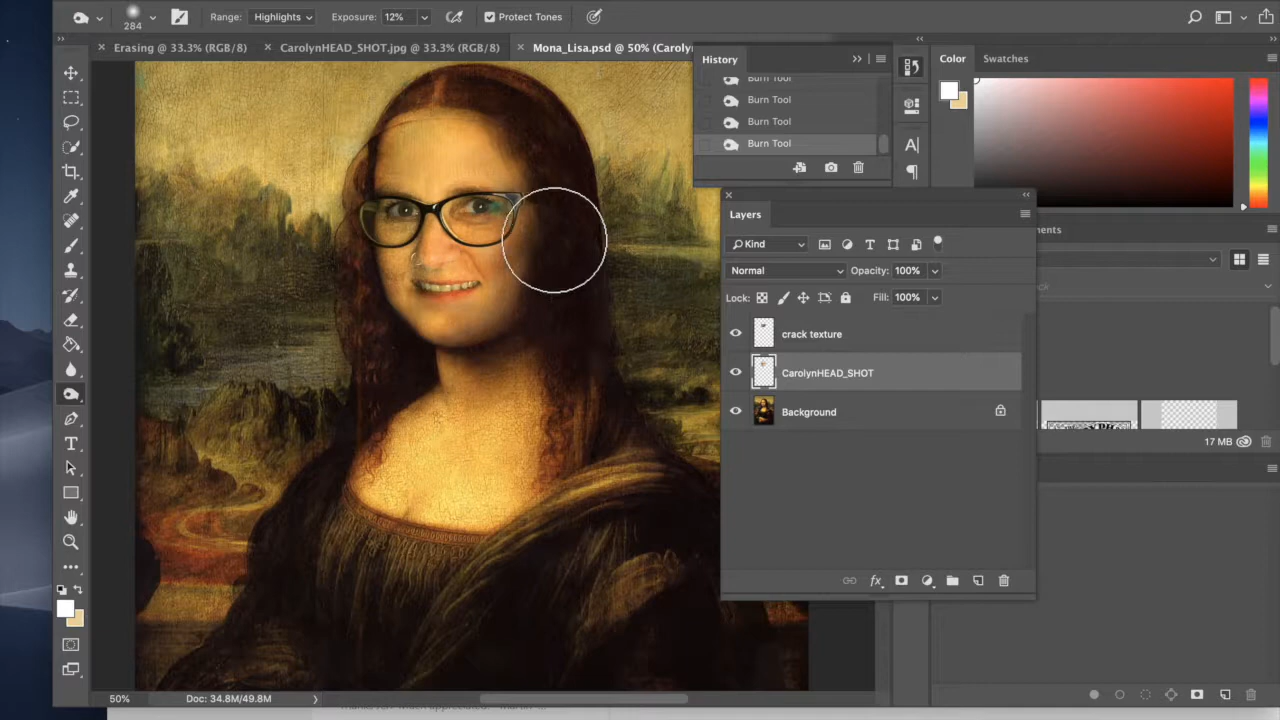 284
Range: Highlights Exposure: 12% Protect Tones
Erasing @ 33.3% (RGB/8) CarolynHEAD_SHOT.jpg @ 33.3% (RGB/8) Mona_Lisa.psd @ 50% (Caroly
History
Burn Tool
Burn Tool
Burn Tool
Burn Tool
Color Swatches
Layers
Kind
Normal Opacity: 100%
Lock: Fill: 100%
crack texture
CarolynHEAD_SHOT
Background
ments
17 MB
50% Doc: 34.8M/49.8M